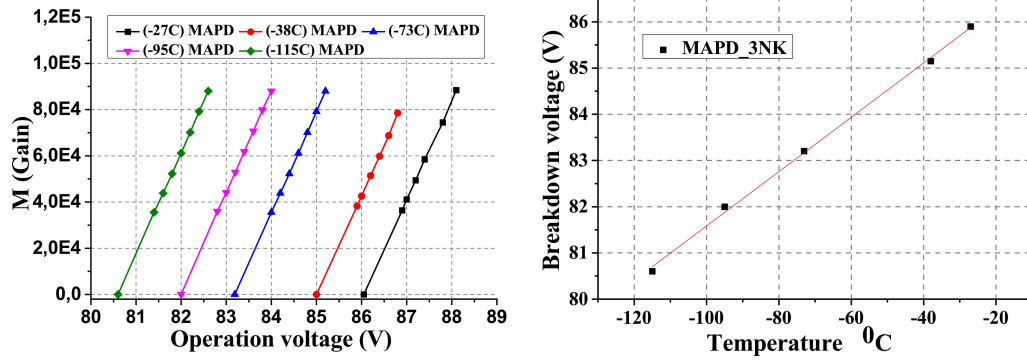 (-27C) MAPD (-38C) MAPD (-73C) MAPD
(-95C) MAPD (-115C) MAPD
1,2E5
1,0E5
8,0E4
6,0E4
4,0E4
2,0E4
0,0
M (Gain)
80 81 82 83 84 85 86 87 88 89
Operation voltage (V)
MAPD_3NK
86
85
84
83
82
81
80
Breakdown voltage (V)
-120 -100 -80 -60 -40 -20
Temperature ⁰C